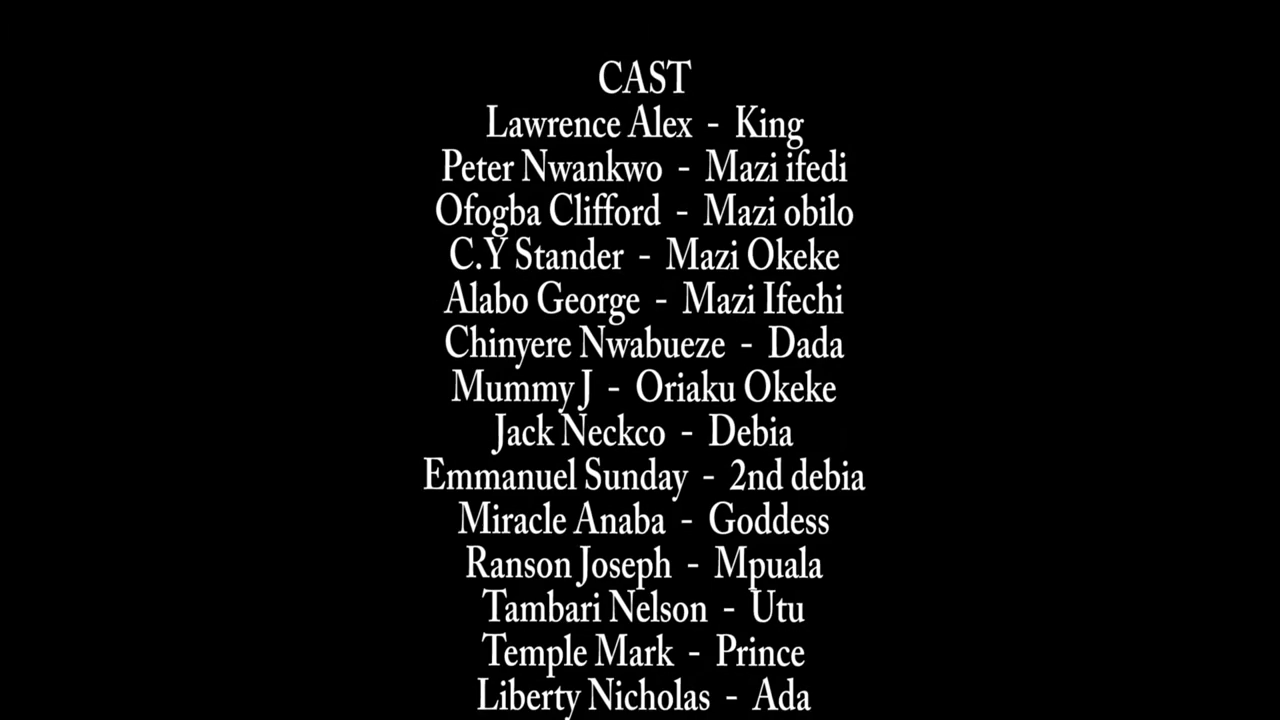 CAST
Lawrence Alex - King
Peter Nwankwo - Mazi ifedi
Ofogba Clifford - Mazi obilo
C.Y Stander - Mazi Okeke
Alabo George - Mazi Ifechi
Chinyere Nwabueze - Dada
Mummy J - Oriaku Okeke
Jack Neckco - Debia
Emmanuel Sunday - 2nd debia
Miracle Anaba - Goddess
Ranson Joseph - Mpuala
Tambari Nelson - Utu
Temple Mark - Prince
Liberty Nicholas - Ada